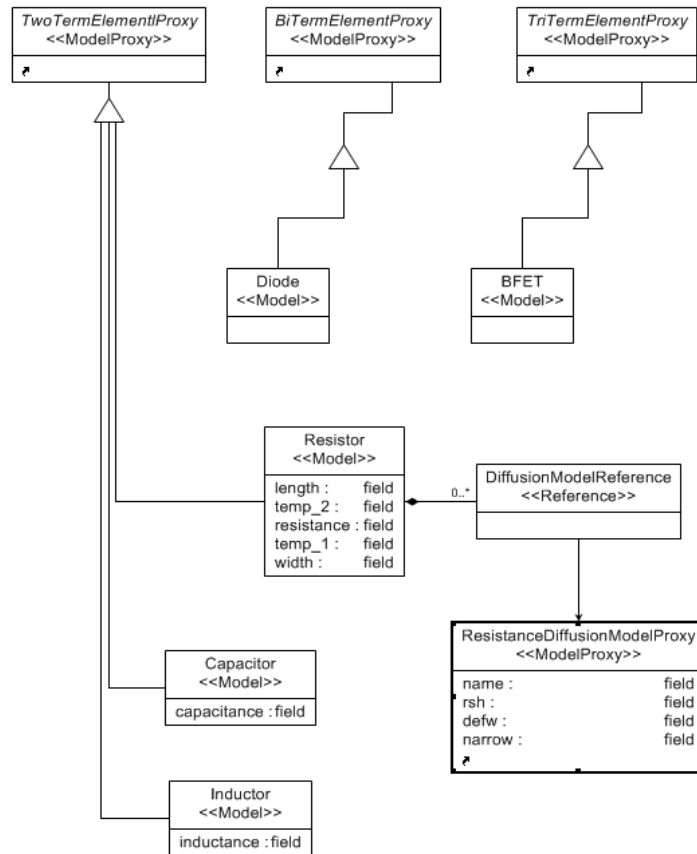 TwoTermElementlProxy
<<ModelProxy>>
BiTermElementProxy
<<ModelProxy>>
TriTermElementProxy
<<ModelProxy>>
Diode
<<Model>>
BFET
<<Model>>
Resistor
<<Model>>
length : field
temp_2 : field
resistance : field
temp_1 : field
width : field
0..*
DiffusionModelReference
<<Reference>>
ResistanceDiffusionModelProxy
<<ModelProxy>>
name : field
rsh : field
defw : field
narrow : field
Capacitor
<<Model>>
capacitance : field
Inductor
<<Model>>
inductance : field